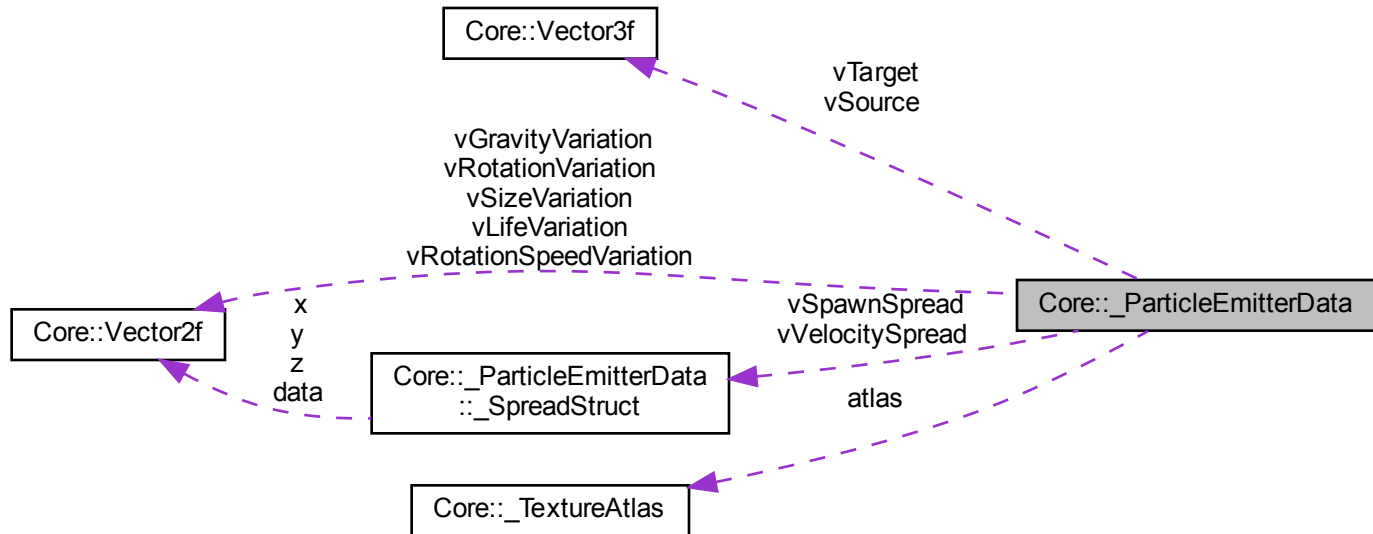 Core::Vector3f
vTarget
vSource
vGravityVariation
vRotationVariation
vSizeVariation
vLifeVariation
vRotationSpeedVariation
Core::_ParticleEmitterData
Core::Vector2f
x
y
z
data
vSpawnSpread
vVelocitySpread
Core::_ParticleEmitterData
::_SpreadStruct
atlas
Core::_TextureAtlas